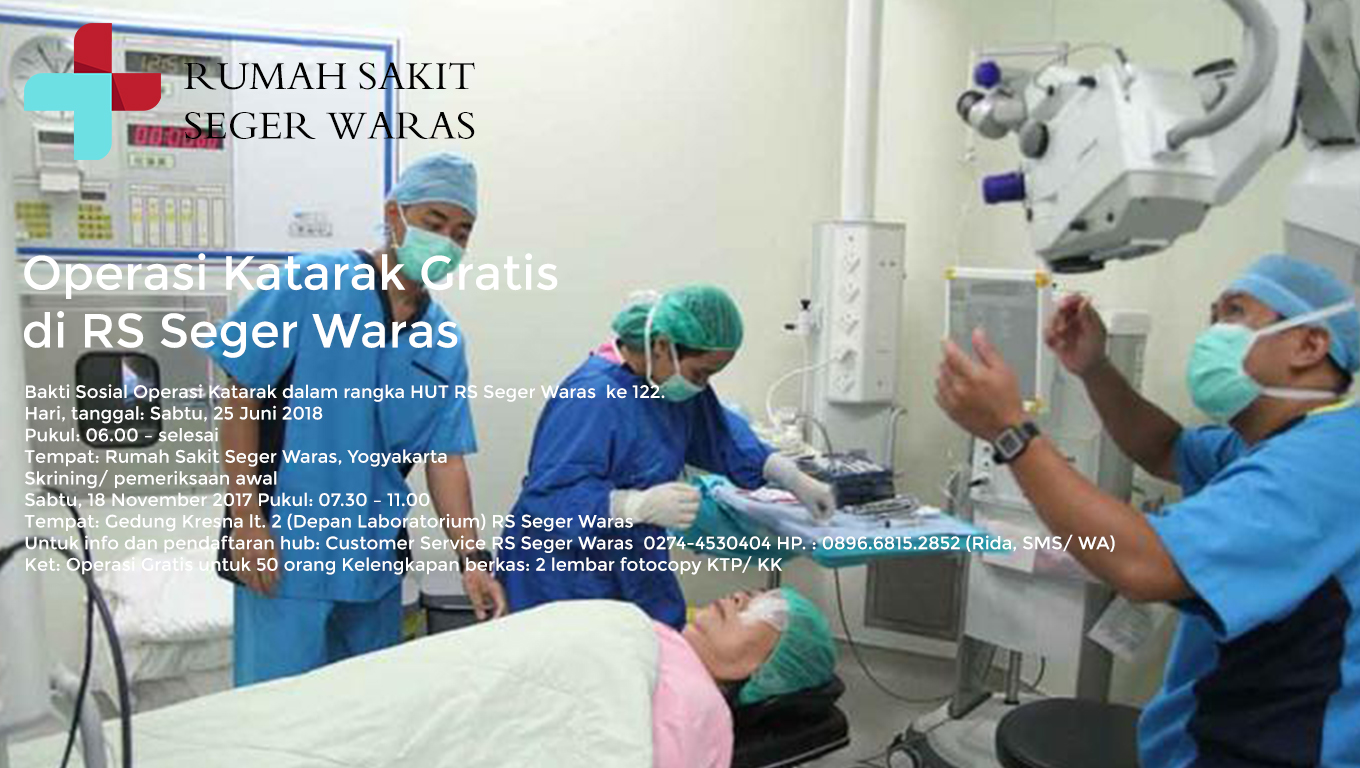 RUMAH SAKIT
SEGER WARAS
Operasi Katarak Gratis
di RS Seger Waras
Bakti Sosial Operasi Katarak dalam rangka HUT RS Seger Waras ke 122.
Hari, tanggal: Sabtu, 25 Juni 2018
Pukul: 06.00 – selesai
Tempat: Rumah Sakit Seger Waras, Yogyakarta
Skrining/ pemeriksaan awal
Sabtu, 18 November 2017 Pukul: 07.30 – 11.00
Tempat: Gedung Kresna lt. 2 (Depan Laboratorium) RS Seger Waras
Untuk info dan pendaftaran hub: Customer Service RS Seger Waras 0274-4530404 HP. : 0896.6815.2852 (Rida, SMS/ WA)
Ket: Operasi Gratis untuk 50 orang Kelengkapan berkas: 2 lembar fotocopy KTP/ KK